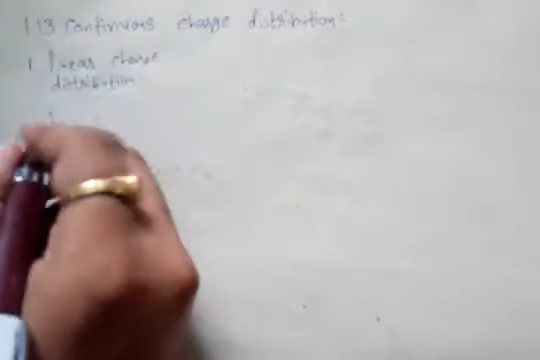 1.13 Continuous charge distribution:
1 linear charge
distribution